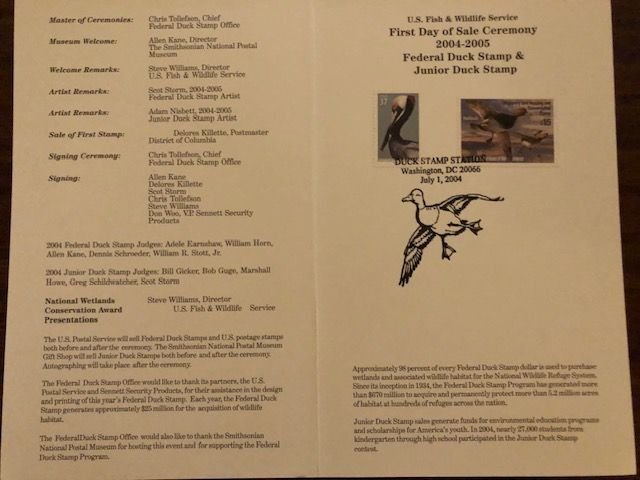 Master of Ceremonies: Chris Tollefson, Chief
Federal Duck Stamp Office
Museum Welcome: Allen Kane, Director
The Smithsonian National Postal
Museum
Welcome Remarks: Steve Williams, Director
U.S. Fish & Wildlife Service
Artist Remarks: Scot Storm, 2004-2005
Federal Duck Stamp Artist
Artist Remarks: Adam Nisbett, 2004-2005
Junior Duck Stamp Artist
Sale of First Stamp: Delores Killette, Postmaster
District of Columbia
Signing Ceremony: Chris Tollefson, Chief
Federal Duck Stamp Office
Signing: Allen Kane
Delores Killette
Scot Storm
Chris Tollefson
Steve Williams
Don Woo, V.P. Sennett Security
Products
2004 Federal Duck Stamp Judges: Adele Earnshaw, William Horn,
Allen Kane, Dennis Schroeder, William R. Stott, Jr.
2004 Junior Duck Stamp Judges: Bill Gicker, Bob Guge, Marshall
Howe, Greg Schildwatcher, Scot Storm
National Wetlands Steve Williams, Director
Conservation Award U.S. Fish & Wildlife Service
Presentations
The U.S. Postal Service will sell Federal Duck Stamps and U.S. postage stamps
both before and after the ceremony. The Smithsonian National Postal Museum
Gift Shop will sell Junior Duck Stamps both before and after the ceremony.
Autographing will take place after the ceremony.
The Federal Duck Stamp Office would like to thank its partners, the U.S.
Postal Service and Sennett Security Products, for their assistance in the design
and printing of this year's Federal Duck Stamp. Each year, the Federal Duck
Stamp generates approximately $25 million for the acquisition of wildlife
habitat.
The FederalDuck Stamp Office would also like to thank the Smithsonian
National Postal Museum for hosting this event and for supporting the Federal
Duck Stamp Program.
U.S. Fish & Wildlife Service
First Day of Sale Ceremony
2004-2005
Federal Duck Stamp &
Junior Duck Stamp
37
$15
DUCK STAMP STATION
Washington, DC 20066
July 1, 2004
Approximately 98 percent of every Federal Duck Stamp dollar is used to purchase
wetlands and associated wildlife habitat for the National Wildlife Refuge System.
Since its inception in 1934, the Federal Duck Stamp Program has generated more
than $670 million to acquire and permanently protect more than 5.2 million acres
of habitat at hundreds of refuges across the nation.
Junior Duck Stamp sales generate funds for environmental education programs
and scholarships for America's youth. In 2004, nearly 27,000 students from
kindergarten through high school participated in the Junior Duck Stamp
contest.